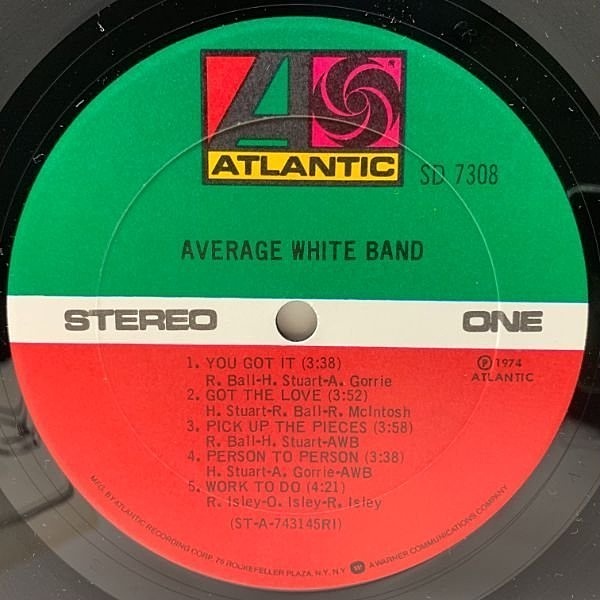 ATLANTIC
SD 7308
AVERAGE WHITE BAND
STEREO ONE
1. YOU GOT IT (3:38)
R. Ball-H. Stuart-A. Gorrie
2. GOT THE LOVE (3:52)
H. Stuart-R. Ball-R. McIntosh
3. PICK UP THE PIECES (3:58)
R. Ball-H. Stuart-AWB
4. PERSON TO PERSON (3:38)
H. Stuart-A. Gorrie-AWB
5. WORK TO DO (4:21)
R. Isley-O. Isley-R. Isley
(ST-A-743145RI)
℗ 1974
ATLANTIC
MFG. BY ATLANTIC RECORDING CORP., 75 ROCKEFELLER PLAZA, N.Y. N.Y. A WARNER COMMUNICATIONS COMPANY